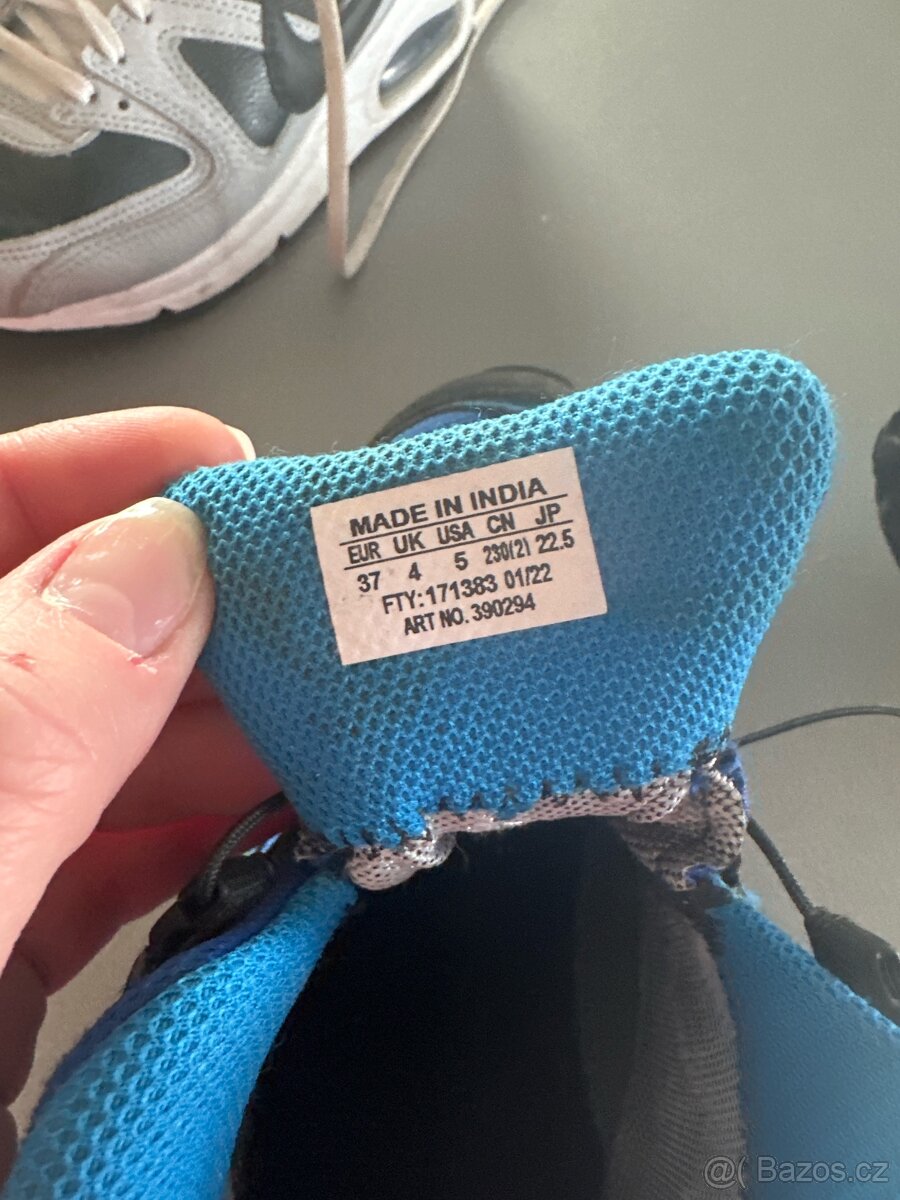 MADE IN INDIA
EUR UK USA CN JP
37 4 5 230(2) 22.5
FTY:171383 01/22
ART NO. 390294
@( Bazos.cz